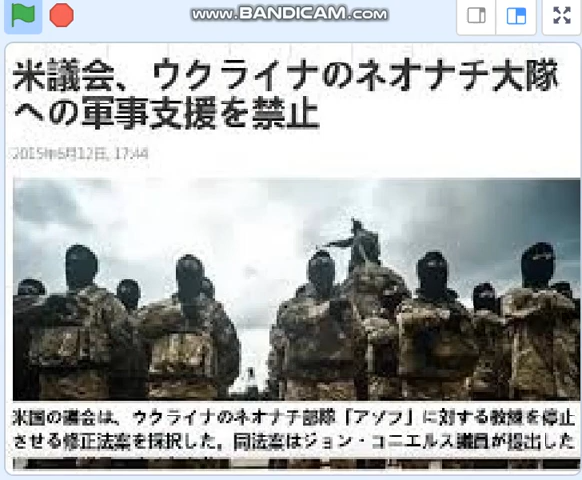 www.BANDICAM.com
米議会、ウクライナのネオナチ大隊
への軍事支援を禁止
2015年6月12日, 17:44
米国の議会は、ウクライナのネオナチ部隊「アゾフ」に対する教練を停止
させる修正法案を採択した。同法案はジョン・コニエルス議員が提出した